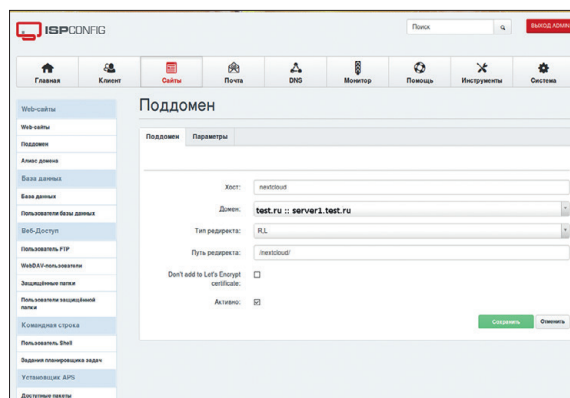 ISPCONFIG
Поиск
ВЫХОД ADMIN
Главная
Клиент
Сайты
Почта
DNS
Монитор
Помощь
Инструменты
Система
Web-сайты
Web-сайты
Поддомен
Алиас домена
База данных
База данных
Пользователи базы данных
Веб-Доступ
Пользователь FTP
WebDAV-пользователи
Защищённые папки
Пользователи защищённой
папки
Командная строка
Пользователь Shell
Задания планировщика задач
Установщик APS
Доступные пакеты
Поддомен
Поддомен
Параметры
Хост:
nextcloud
Домен:
test.ru :: server1.test.ru
Тип редиректа:
R,L
Путь редиректа:
/nextcloud/
Don't add to Let's Encrypt
certificate:
Активно:
Сохранить
Отменить